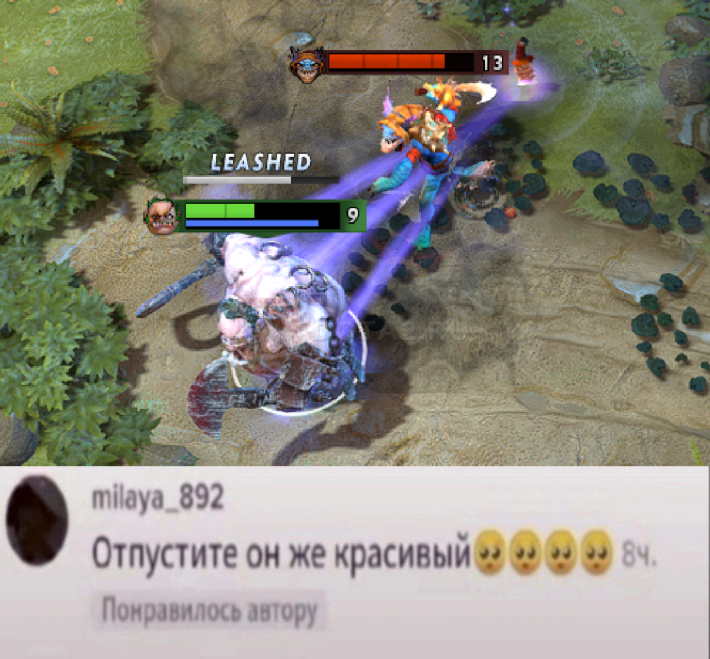 13
LEASHED
9
milaya_892
Отпустите он же красивый🥺🥺🥺🥺 8ч.
Понравилось автору